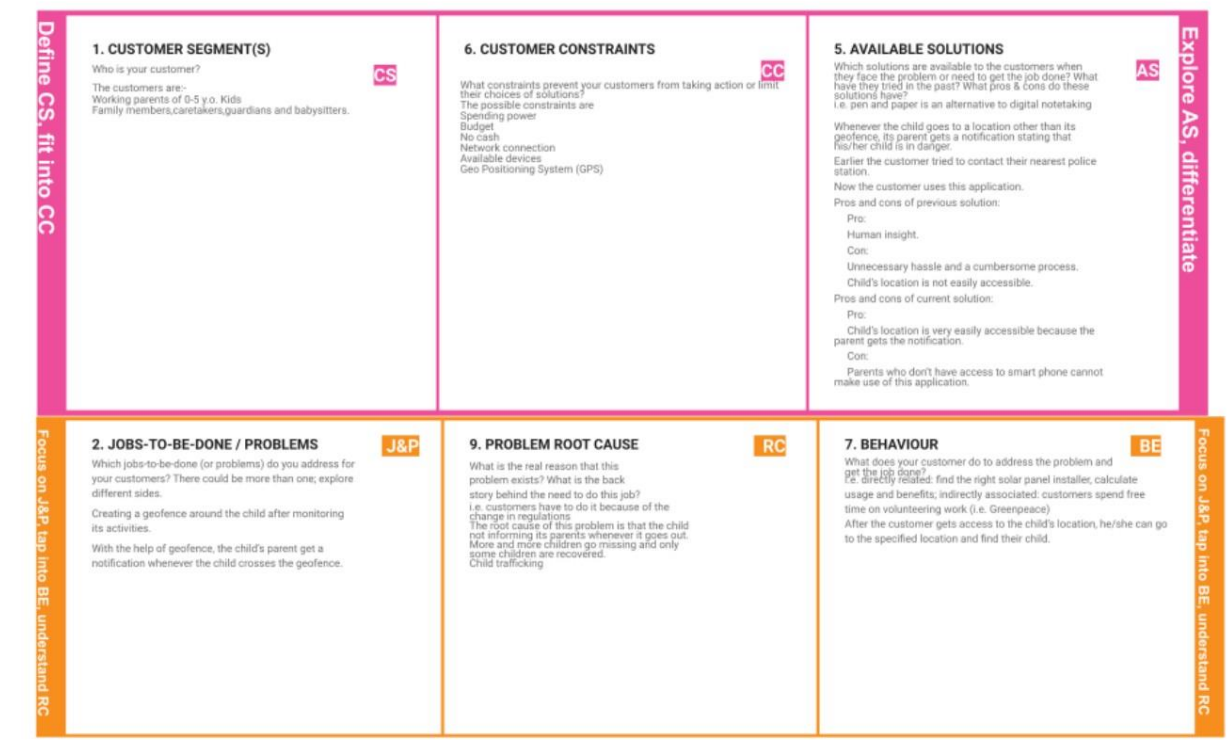 Define CS, fit into CC
1. CUSTOMER SEGMENT(S)
CS
Who is your customer?
The customers are:-
Working parents of 0-5 y.o. Kids
Family members,caretakers,guardians and babysitters.
6. CUSTOMER CONSTRAINTS
CC
What constraints prevent your customers from taking action or limit
their choices of solutions?
The possible constraints are
Spending power
Budget
No cash
Network connection
Available devices
Geo Positioning System (GPS)
5. AVAILABLE SOLUTIONS
AS
Which solutions are available to the customers when
they face the problem or need to get the job done? What
have they tried in the past? What pros & cons do these
solutions have?
i.e. pen and paper is an alternative to digital notetaking
Whenever the child goes to a location other than its
geofence, its parent gets a notification stating that
his/her child is in danger.
Earlier the customer tried to contact their nearest police
station.
Now the customer uses this application.
Pros and cons of previous solution:
Pro:
Human insight.
Con:
Unnecessary hassle and a cumbersome process.
Child's location is not easily accessible.
Pros and cons of current solution:
Pro:
Child's location is very easily accessible because the
parent gets the notification.
Con:
Parents who don't have access to smart phone cannot
make use of this application.
Explore AS, differentiate
Focus on J&P, tap into BE, understand RC
2. JOBS-TO-BE-DONE / PROBLEMS
J&P
Which jobs-to-be-done (or problems) do you address for
your customers? There could be more than one; explore
different sides.
Creating a geofence around the child after monitoring
its activities.
With the help of geofence, the child's parent get a
notification whenever the child crosses the geofence.
9. PROBLEM ROOT CAUSE
RC
What is the real reason that this
problem exists? What is the back
story behind the need to do this job?
i.e. customers have to do it because of the
change in regulations
The root cause of this problem is that the child
not informing its parents whenever it goes out.
More and more children go missing and only
some children are recovered.
Child trafficking
7. BEHAVIOUR
BE
What does your customer do to address the problem and
get the job done?
i.e. directly related: find the right solar panel installer, calculate
usage and benefits; indirectly associated: customers spend free
time on volunteering work (i.e. Greenpeace)
After the customer gets access to the child's location, he/she can go
to the specified location and find their child.
Focus on J&P, tap into BE, understand RC